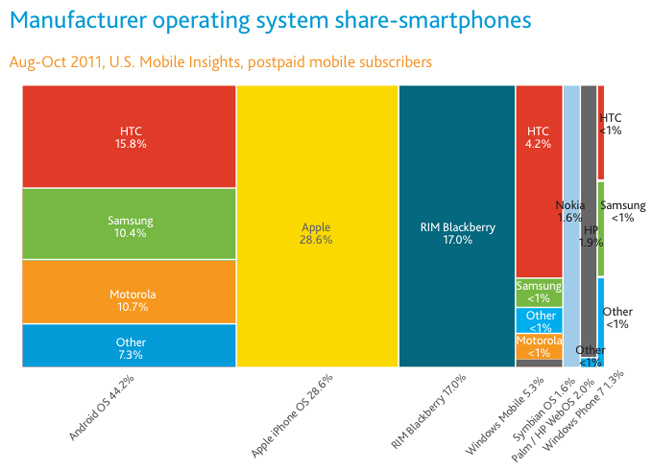 Manufacturer operating system share-smartphones
Aug-Oct 2011, U.S. Mobile Insights, postpaid mobile subscribers
HTC
15.8%
Samsung
10.4%
Motorola
10.7%
Other
7.3%
Apple
28.6%
RIM Blackberry
17.0%
HTC
4.2%
Samsung
<1%
Other
<1%
Motorola
<1%
Nokia
1.6%
HP
1.9%
Other
<1%
HTC
<1%
Samsung
<1%
Other
<1%
Android OS 44.2%
Apple iPhone OS 28.6%
RIM Blackberry 17.0%
Windows Mobile 5.3%
Symbian OS 1.6%
Palm / HP WebOS 2.0%
Windows Phone 7 1.3%